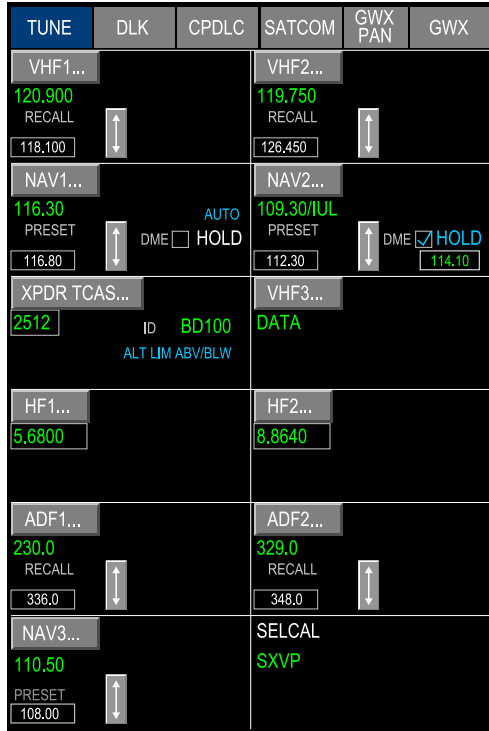 TUNE DLK CPDLC SATCOM GWX PAN GWX
VHF1... VHF2...
120.900 119.750
RECALL RECALL
118.100 126.450
NAV1... NAV2...
116.30 AUTO 109.30/IUL
PRESET DME HOLD PRESET DME HOLD
116.80 112.30 114.10
XPDR TCAS... VHF3...
2512 ID BD100 DATA
ALT LIM ABV/BLW
HF1... HF2...
5.6800 8.8640
ADF1... ADF2...
230.0 329.0
RECALL RECALL
336.0 348.0
NAV3... SELCAL
110.50 SXVP
PRESET
108.00